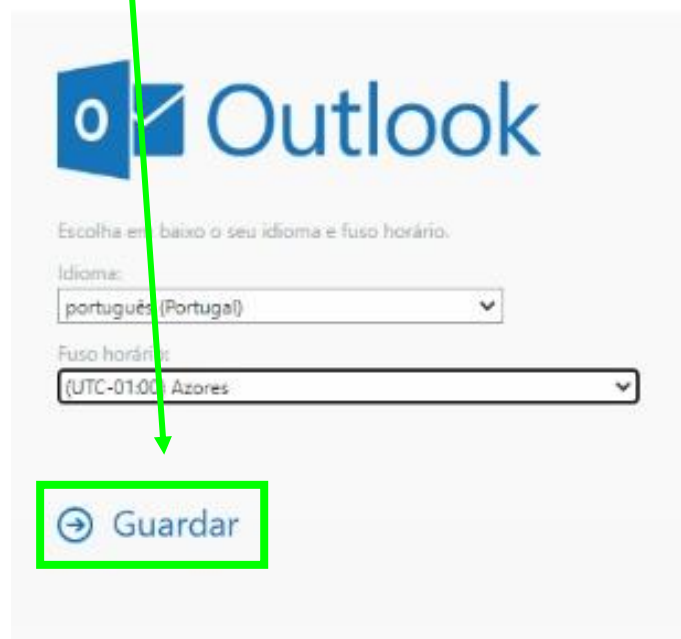 Outlook
Escolha em baixo o seu idioma e fuso horário.
Idioma:
português (Portugal)
Fuso horário:
(UTC-01:00) Azores
Guardar